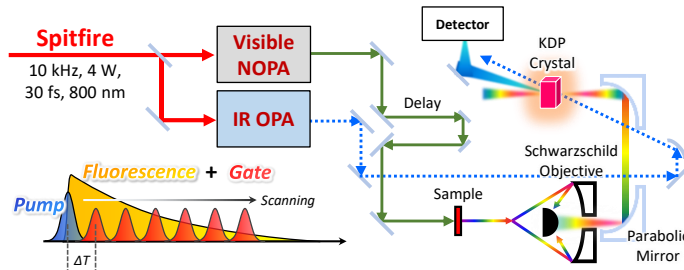 Spitfire
10 kHz, 4 W,
30 fs, 800 nm
Visible
NOPA
IR OPA
Detector
KDP
Crystal
Delay
Schwarzschild
Objective
Sample
Parabolic
Mirror
Fluorescence + Gate
Pump
Scanning
ΔT